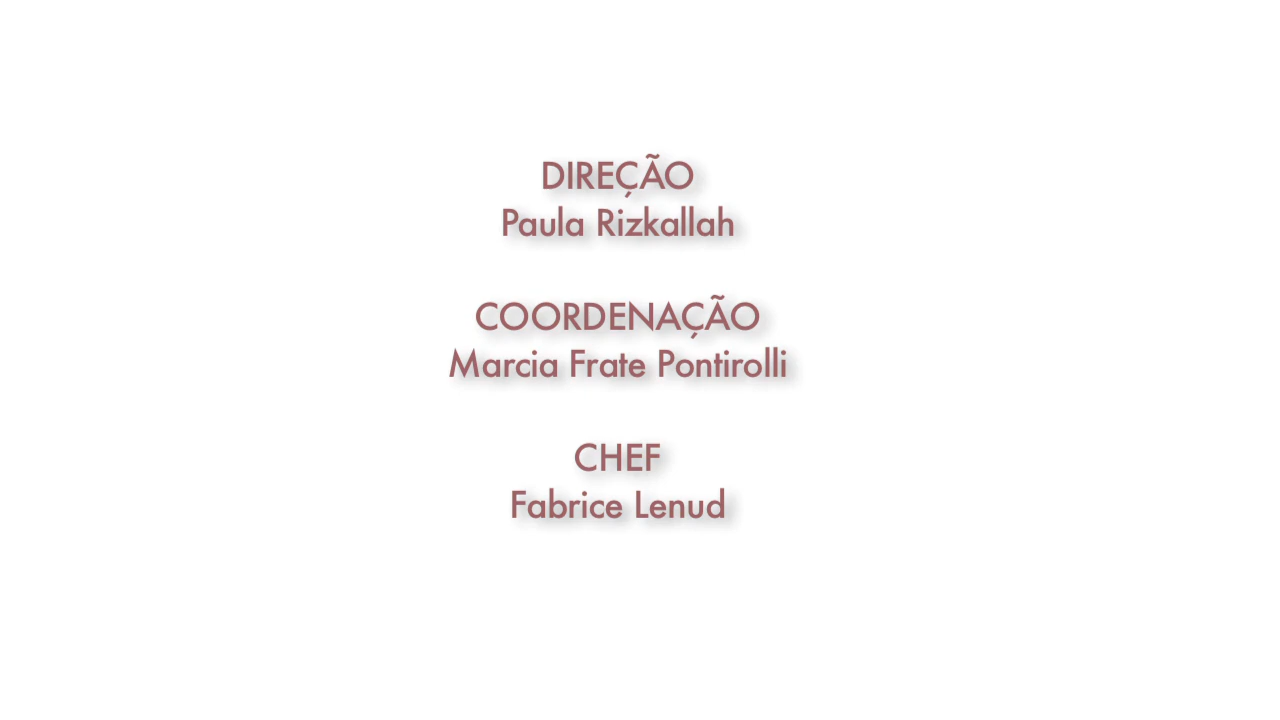 DIREÇÃO
Paula Rizkallah
COORDENAÇÃO
Marcia Frate Pontirolli
CHEF
Fabrice Lenud